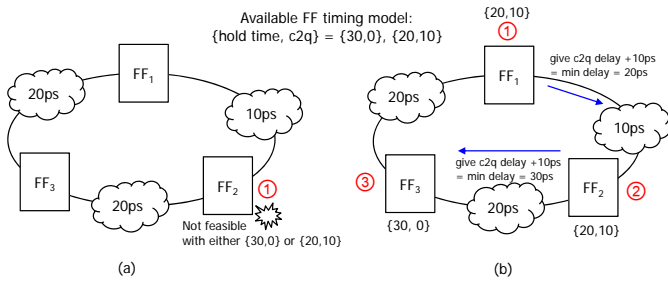 Available FF timing model:
{hold time, c2q} = {30,0}, {20,10}
FF1
20ps
10ps
FF3
FF2
1
20ps
Not feasible
with either {30,0} or {20,10}
(a)
{20,10}
1
give c2q delay +10ps
= min delay = 20ps
FF1
20ps
10ps
give c2q delay +10ps
= min delay = 30ps
3
FF3
FF2
2
20ps
{30, 0}
{20,10}
(b)